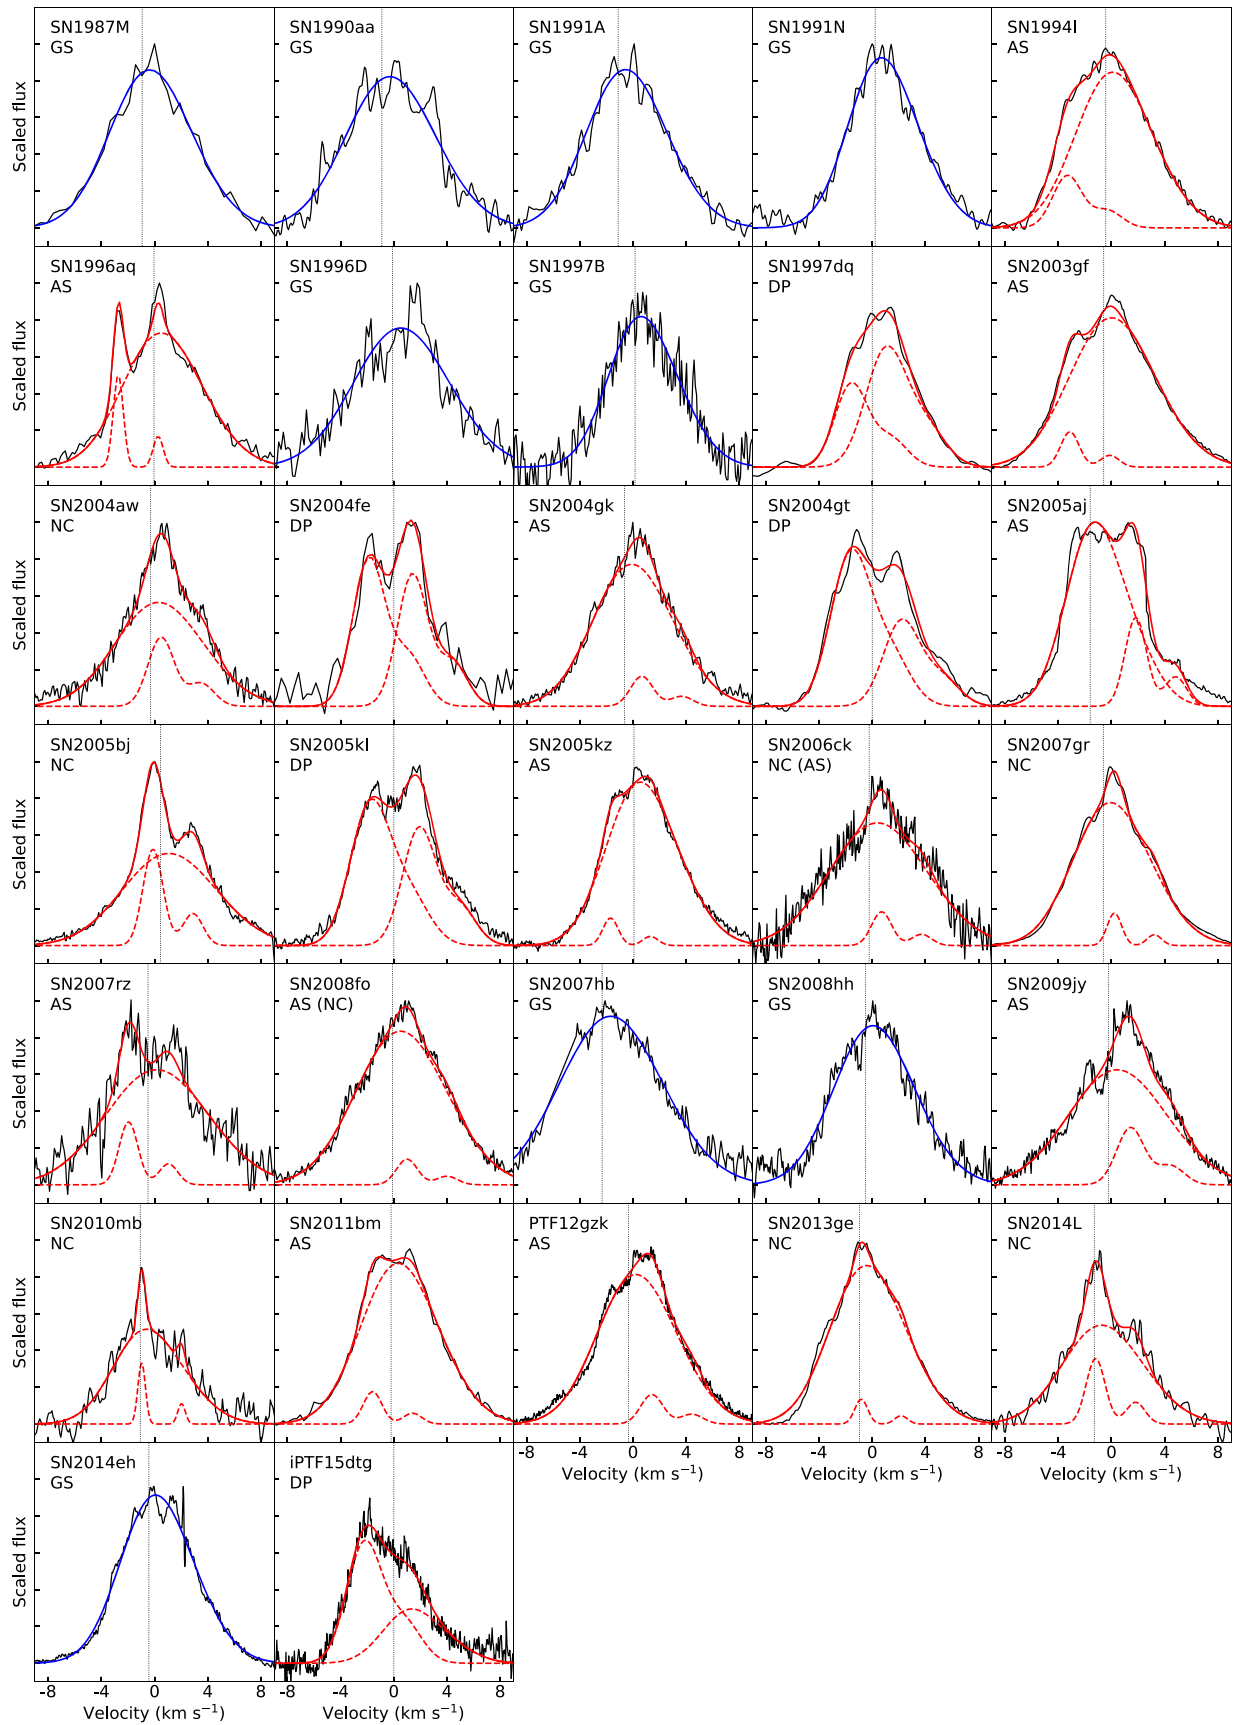 SN1987M
GS
SN1990aa
GS
SN1991A
GS
SN1991N
GS
SN1994I
AS
Scaled flux
SN1996aq
AS
SN1996D
GS
SN1997B
GS
SN1997dq
DP
SN2003gf
AS
Scaled flux
SN2004aw
NC
SN2004fe
DP
SN2004gk
AS
SN2004gt
DP
SN2005aj
AS
Scaled flux
SN2005bj
NC
SN2005kl
DP
SN2005kz
AS
SN2006ck
NC (AS)
SN2007gr
NC
Scaled flux
SN2007rz
AS
SN2008fo
AS (NC)
SN2007hb
GS
SN2008hh
GS
SN2009jy
AS
Scaled flux
SN2010mb
NC
SN2011bm
AS
PTF12gzk
AS
SN2013ge
NC
SN2014L
NC
Scaled flux
-8 -4 0 4 8
Velocity (km s⁻¹)
-8 -4 0 4 8
Velocity (km s⁻¹)
-8 -4 0 4 8
Velocity (km s⁻¹)
SN2014eh
GS
iPTF15dtg
DP
Scaled flux
-8 -4 0 4 8
Velocity (km s⁻¹)
-8 -4 0 4 8
Velocity (km s⁻¹)